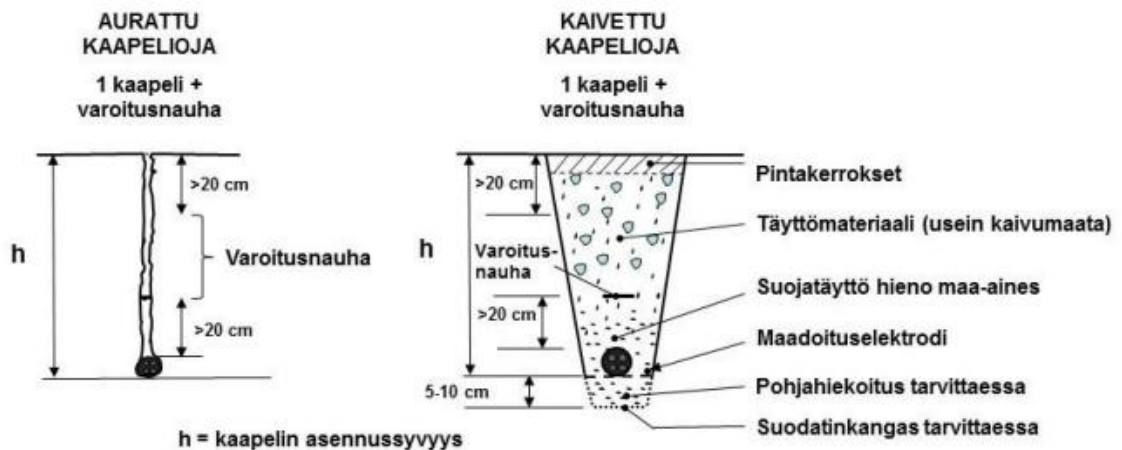 AURATTU
KAAPELIOJA
1 kaapeli +
varoitusnauha
h
>20 cm
Varoitusnauha
>20 cm
KAIVETTU
KAAPELIOJA
1 kaapeli +
varoitusnauha
h
>20 cm
Varoitus-
nauha
>20 cm
5-10 cm
Pintakerrokset
Täyttömateriaali (usein kaivumaata)
Suojatäyttö hieno maa-aines
Maadoituselektrodi
Pohjahiekoitus tarvittaessa
Suodatinkangas tarvittaessa
h = kaapelin asennussyvyys